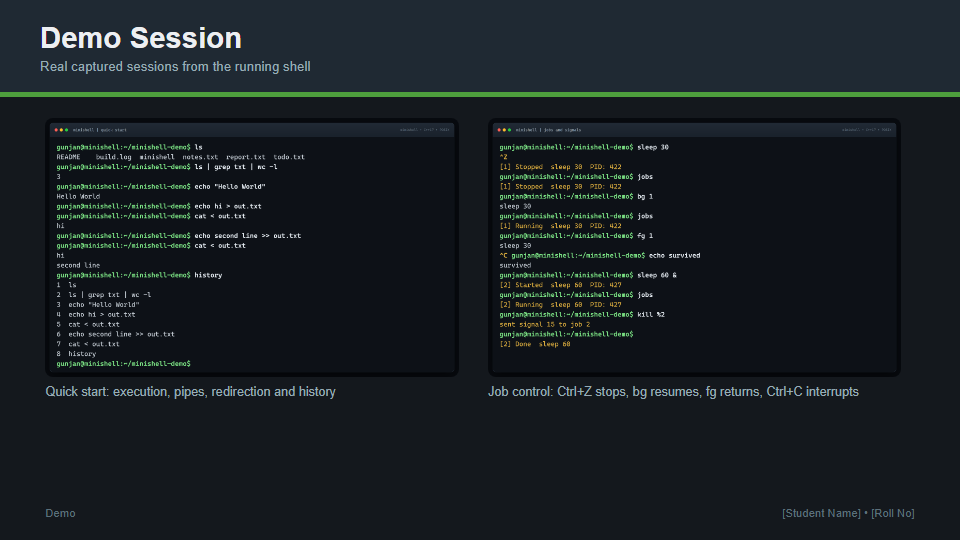 Demo Session
Real captured sessions from the running shell
minishell | quick start
gunjan@minishell:~/minishell-demo$ ls
README    build.log  minishell  notes.txt  report.txt  todo.txt
gunjan@minishell:~/minishell-demo$ ls | grep txt | wc -l
3
gunjan@minishell:~/minishell-demo$ echo "Hello World"
Hello World
gunjan@minishell:~/minishell-demo$ echo hi > out.txt
gunjan@minishell:~/minishell-demo$ cat < out.txt
hi
gunjan@minishell:~/minishell-demo$ echo second line >> out.txt
gunjan@minishell:~/minishell-demo$ cat < out.txt
hi
second line
gunjan@minishell:~/minishell-demo$ history
1  ls
2  ls | grep txt | wc -l
3  echo "Hello World"
4  echo hi > out.txt
5  cat < out.txt
6  echo second line >> out.txt
7  cat < out.txt
8  history
gunjan@minishell:~/minishell-demo$
Quick start: execution, pipes, redirection and history
minishell | jobs and signals
gunjan@minishell:~/minishell-demo$ sleep 30
^Z
[1] Stopped  sleep 30  PID: 422
gunjan@minishell:~/minishell-demo$ jobs
[1] Stopped  sleep 30  PID: 422
gunjan@minishell:~/minishell-demo$ bg 1
sleep 30
gunjan@minishell:~/minishell-demo$ jobs
[1] Running  sleep 30  PID: 422
gunjan@minishell:~/minishell-demo$ fg 1
sleep 30
^C gunjan@minishell:~/minishell-demo$ echo survived
survived
gunjan@minishell:~/minishell-demo$ sleep 60 &
[2] Started  sleep 60  PID: 427
gunjan@minishell:~/minishell-demo$ jobs
[2] Running  sleep 60  PID: 427
gunjan@minishell:~/minishell-demo$ kill %2
sent signal 15 to job 2
gunjan@minishell:~/minishell-demo$
[2] Done  sleep 60
Job control: Ctrl+Z stops, bg resumes, fg returns, Ctrl+C interrupts
Demo
[Student Name] • [Roll No]